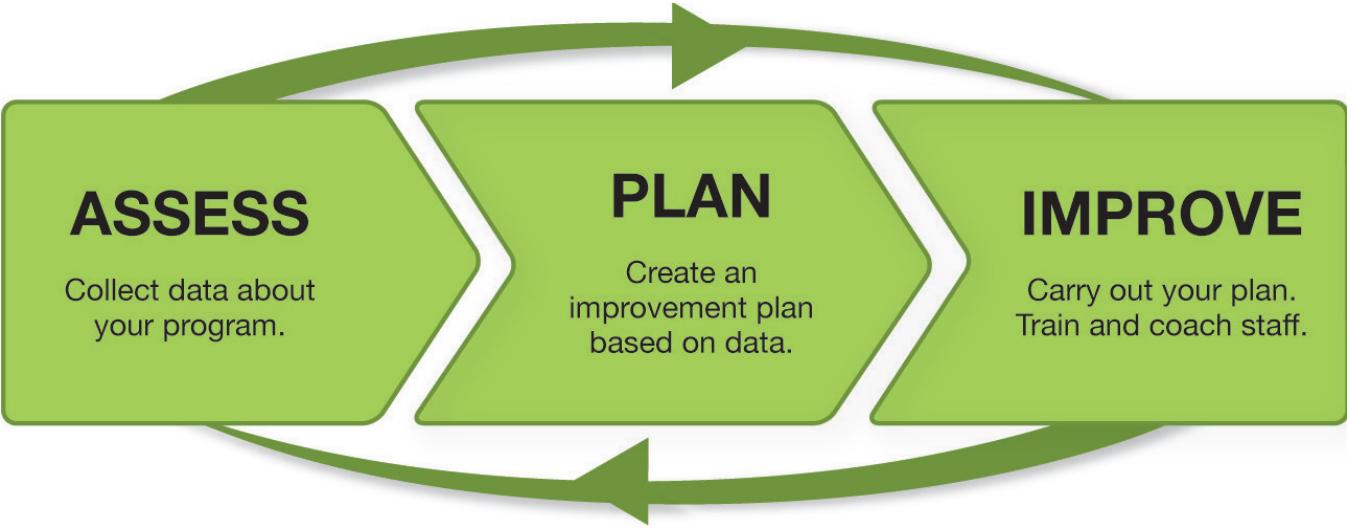 ASSESS
Collect data about
your program.
PLAN
Create an
improvement plan
based on data.
IMPROVE
Carry out your plan.
Train and coach staff.